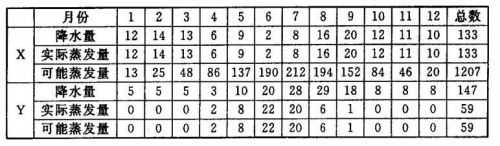 月份 1 2 3 4 5 6 7 8 9 10 11 12 总数
X 降水量 12 14 13 6 9 2 8 16 20 12 11 10 133
实际蒸发量 12 14 13 6 9 2 8 16 20 12 11 10 133
可能蒸发量 13 25 48 86 137 190 212 194 152 84 46 20 1207
Y 降水量 5 5 5 3 10 20 28 29 18 8 8 8 147
实际蒸发量 0 0 0 2 8 22 20 6 1 0 0 0 59
可能蒸发量 0 0 0 2 8 22 20 6 1 0 0 0 59